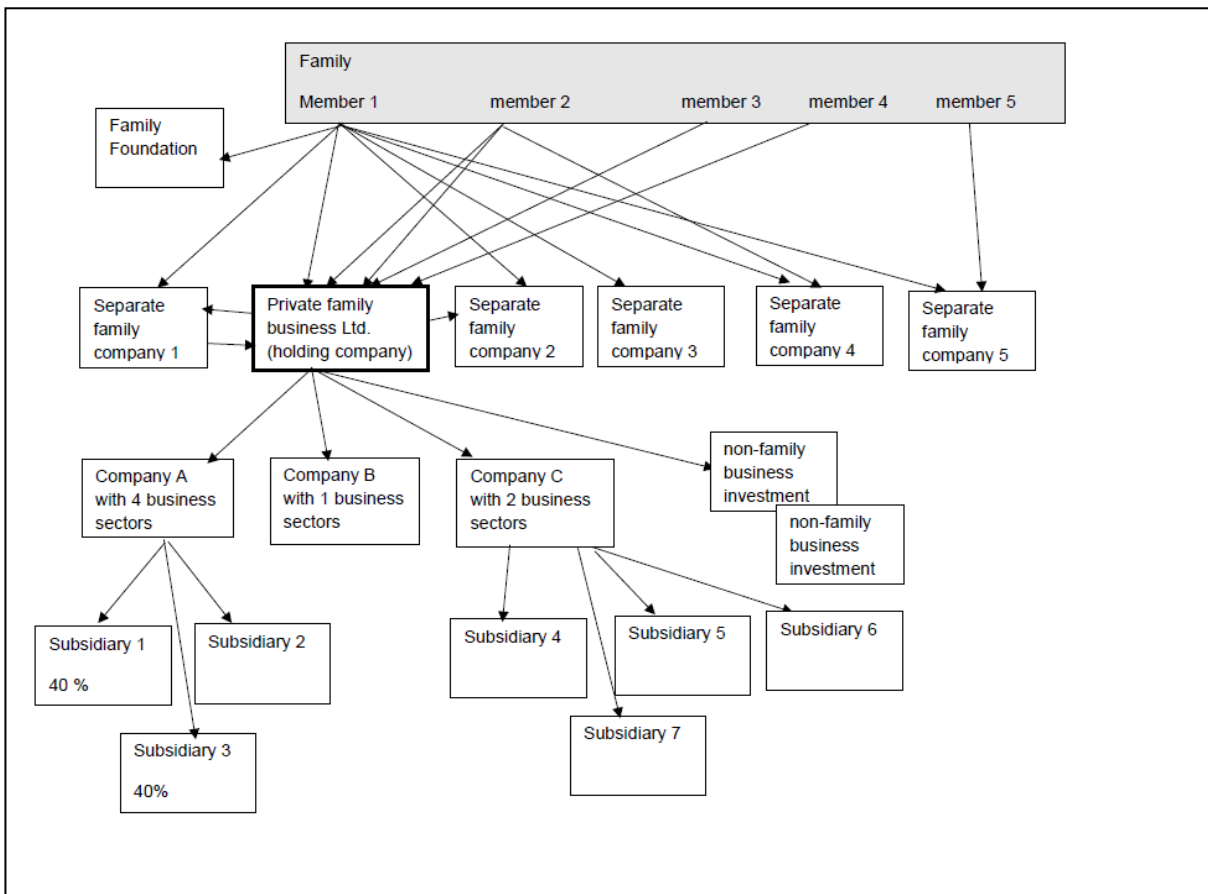 Family
Member 1 member 2 member 3 member 4 member 5
Family
Foundation
Separate
family
company 1
Private family
business Ltd.
(holding company)
Separate
family
company 2
Separate
family
company 3
Separate
family
company 4
Separate
family
company 5
Company A
with 4 business
sectors
Company B
with 1 business
sectors
Company C
with 2 business
sectors
non-family
business
investment
non-family
business
investment
Subsidiary 1
40 %
Subsidiary 2
Subsidiary 3
40%
Subsidiary 4
Subsidiary 5
Subsidiary 6
Subsidiary 7